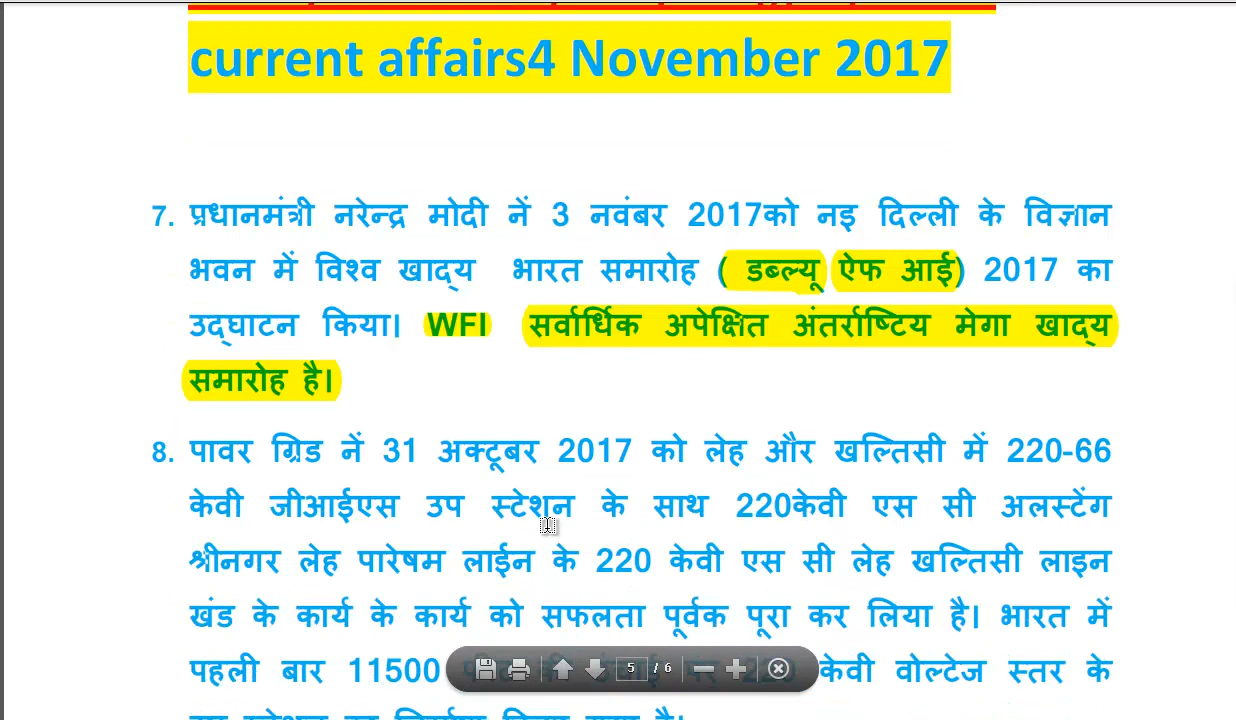 current affairs4 November 2017
7. प्रधानमंत्री नरेन्द्र मोदी नें 3 नवंबर 2017को नइ दिल्ली के विज्ञान
भवन में विश्व खाद्य भारत समारोह ( डब्ल्यू ऐफ आई) 2017 का
उद्घाटन किया। WFI सर्वार्धिक अपेक्षित अंतर्राष्टिय मेगा खाद्य
समारोह है।
8. पावर ग्रिड नें 31 अक्टूबर 2017 को लेह और खल्तिसी में 220-66
केवी जीआईएस उप स्टेशन के साथ 220केवी एस सी अलस्टेंग
श्रीनगर लेह पारेषम लाईन के 220 केवी एस सी लेह खल्तिसी लाइन
खंड के कार्य के कार्य को सफलता पूर्वक पूरा कर लिया है। भारत में
पहली बार 11500 केवी वोल्टेज स्तर के
5 / 6